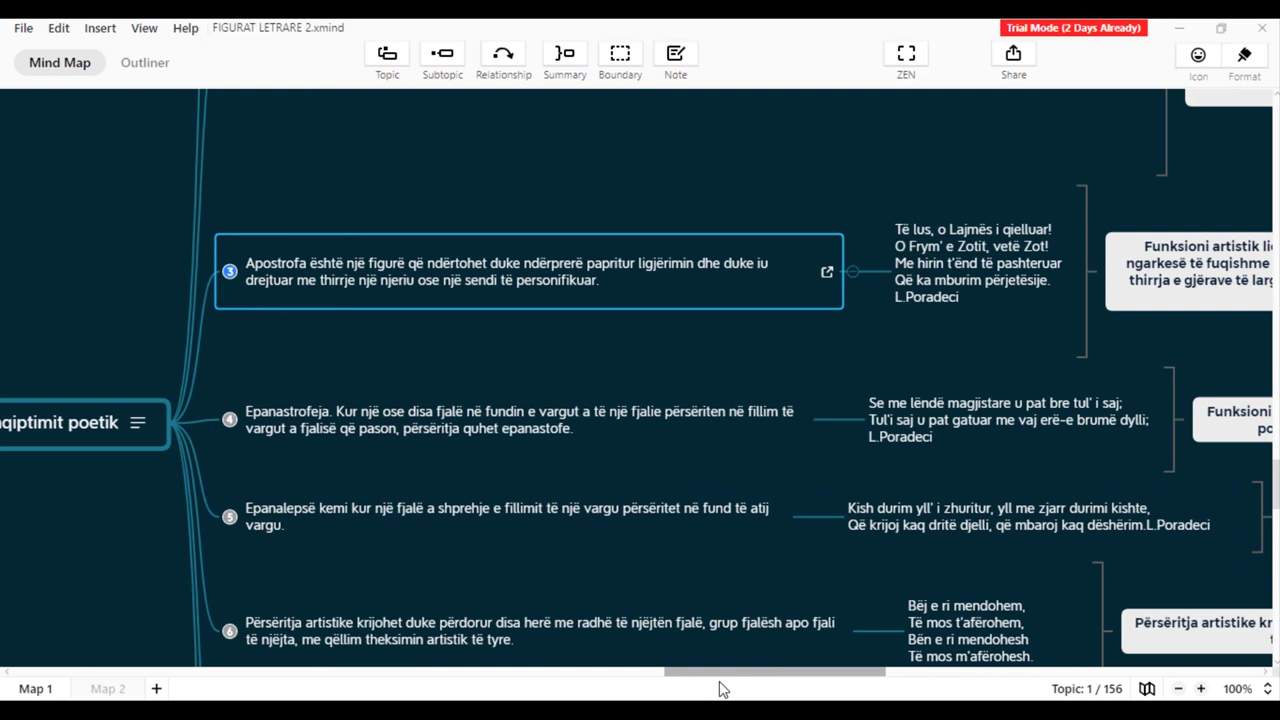 File Edit Insert View Help FIGURAT LETRARE 2.xmind Trial Mode (2 Days Already)
Mind Map Outliner
Topic Subtopic Relationship Summary Boundary Note ZEN Share Icon Format
3
Apostrofa është një figurë që ndërtohet duke ndërprerë papritur ligjërimin dhe duke iu
drejtuar me thirrje një njeriu ose një sendi të personifikuar.
Të lus, o Lajmës i qielluar!
O Frym' e Zotit, vetë Zot!
Me hirin t'ënd të pashteruar
Që ka mburim përjetësije.
L.Poradeci
Funksioni artistik
ngarkesë të fuqishme
thirrja e gjërave të
qiptimit poetik
4
Epanastrofeja. Kur një ose disa fjalë në fundin e vargut a të një fjalie përsëriten në fillim të
vargut a fjalisë që pason, përsëritja quhet epanastofe.
Se me lëndë magjistare u pat bre tul' i saj;
Tul'i saj u pat gatuar me vaj erë-e brumë dylli;
L.Poradeci
Funksioni
5
Epanalepsë kemi kur një fjalë a shprehje e fillimit të një vargu përsëritet në fund të atij
vargu.
Kish durim yll' i zhuritur, yll me zjarr durimi kishte,
Që krijoj kaq dritë djelli, që mbaroj kaq dëshërim.L.Poradeci
6
Përsëritja artistike krijohet duke përdorur disa herë me radhë të njëjtën fjalë, grup fjalësh apo fjali
të njëjta, me qëllim theksimin artistik të tyre.
Bëj e ri mendohem,
Të mos t'afërohem,
Bën e ri mendohesh
Të mos m'afërohesh.
Përsëritja artistike
Map 1 Map 2 Topic: 1 / 156 100%